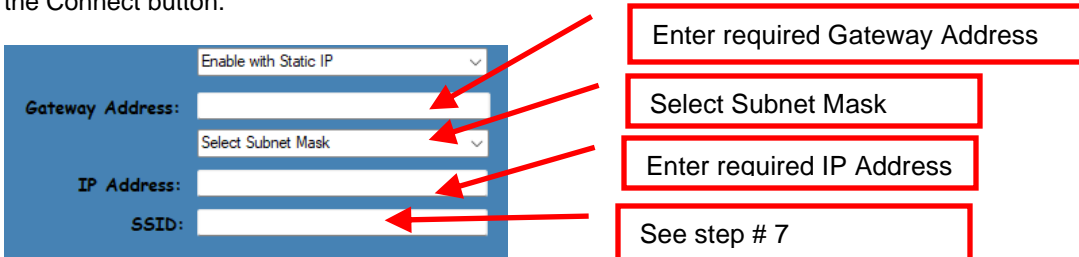 the Connect button.
Enter required Gateway Address
Enable with Static IP
Gateway Address:
Select Subnet Mask
Select Subnet Mask
Enter required IP Address
IP Address:
SSID:
See step # 7